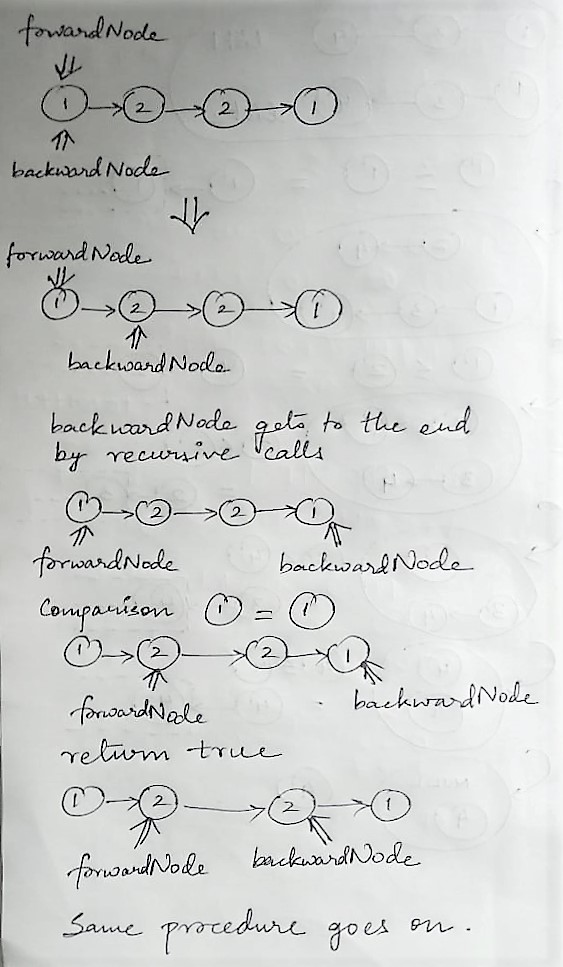 forwardNode
1 → 2 → 2 → 1
backwardNode
⇓
forwardNode
1 → 2 → 2 → 1
backwardNode
backwardNode gets to the end
by recursive calls
1 → 2 → 2 → 1
forwardNode backwardNode
Comparison 1 = 1
1 → 2 → 2 → 1
forwardNode backwardNode
return true
1 → 2 → 2 → 1
forwardNode backwardNode
Same procedure goes on.